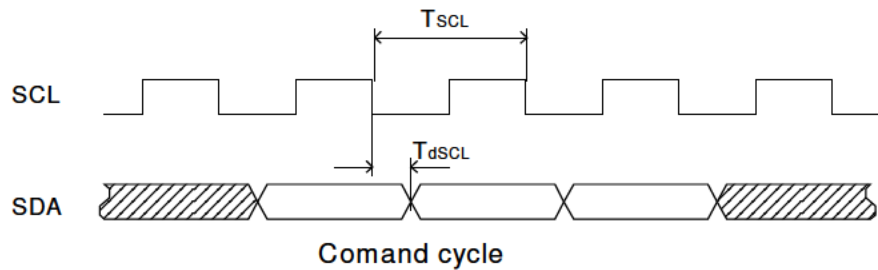 TSCL
SCL
TdSCL
SDA
Comand cycle